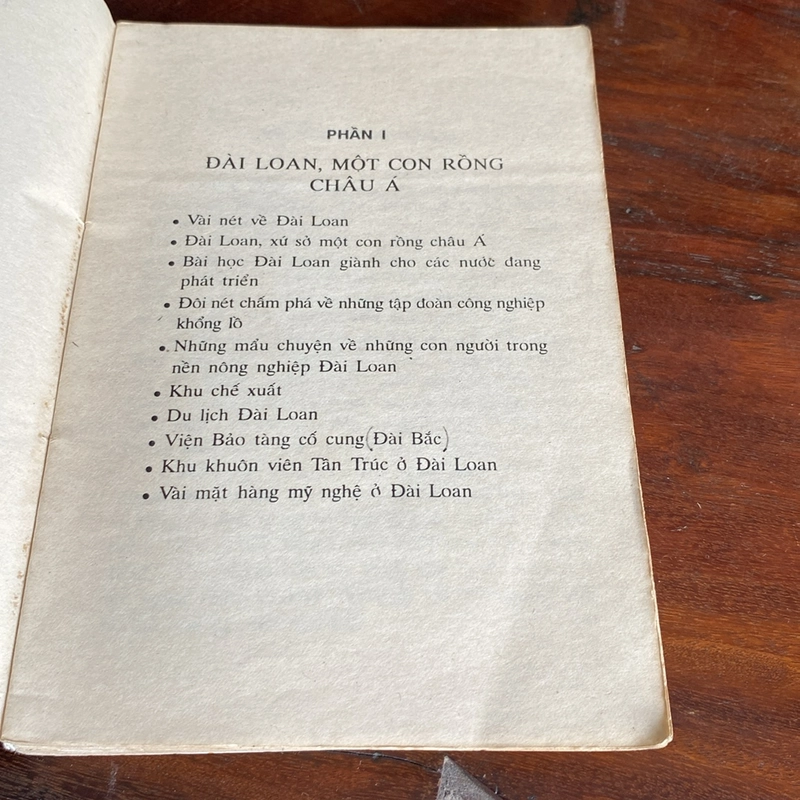 PHẦN I
ĐÀI LOAN, MỘT CON RỒNG
CHÂU Á
• Vài nét về Đài Loan
• Đài Loan, xứ sở một con rồng châu Á
• Bài học Đài Loan giành cho các nước đang
phát triển
• Đôi nét chấm phá về những tập đoàn công nghiệp
khổng lồ
• Những mẩu chuyện về những con người trong
nền nông nghiệp Đài Loan
• Khu chế xuất
• Du lịch Đài Loan
• Viện Bảo tàng cố cung (Đài Bắc)
• Khu khuôn viên Tân Trúc ở Đài Loan
• Vài mặt hàng mỹ nghệ ở Đài Loan